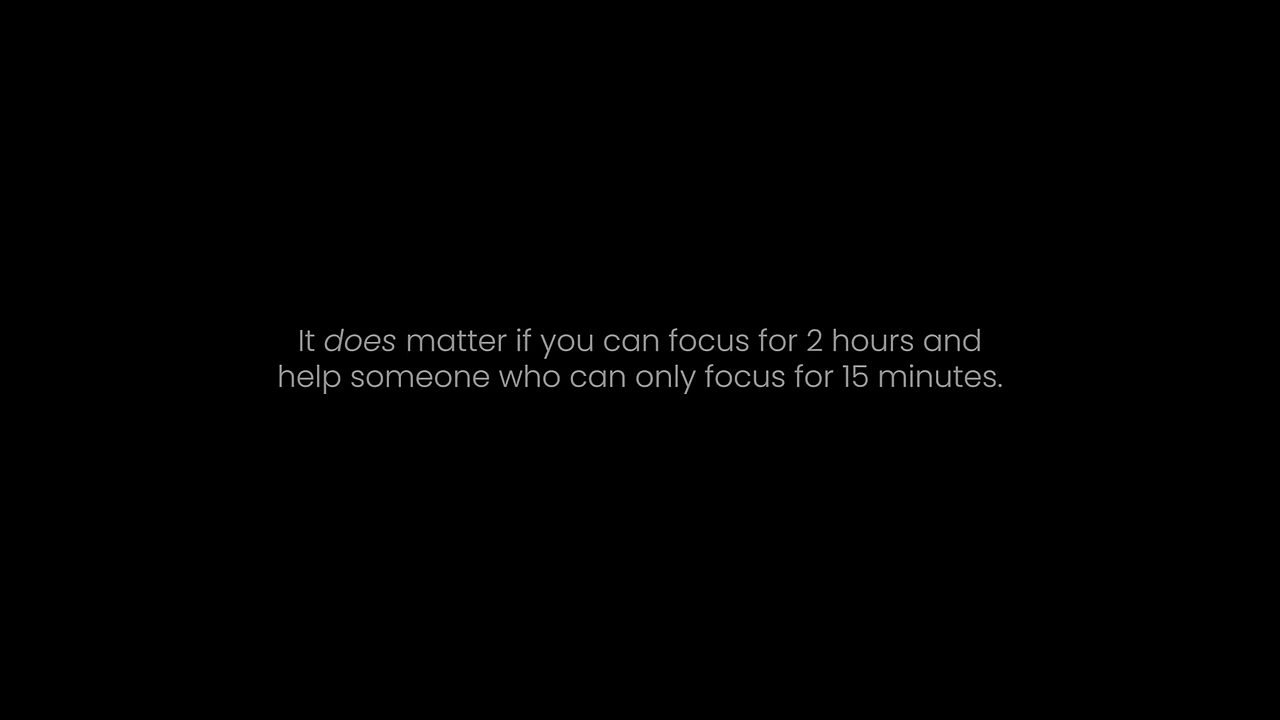 It does matter if you can focus for 2 hours and
help someone who can only focus for 15 minutes.